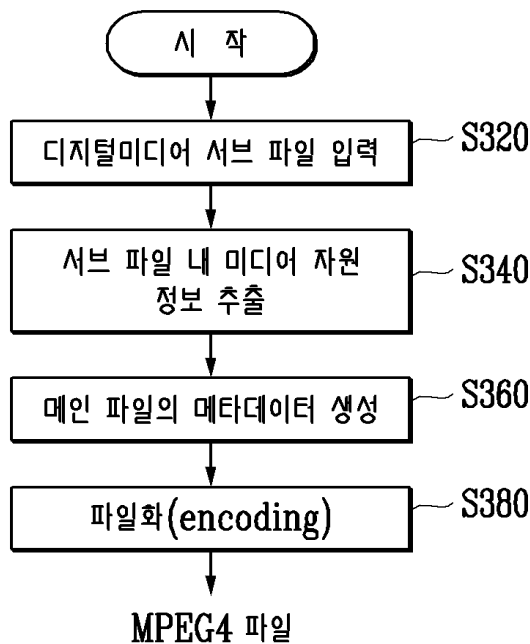 시 작
디지털미디어 서브 파일 입력
S320
서브 파일 내 미디어 자원
정보 추출
S340
메인 파일의 메타데이터 생성
S360
파일화(encoding)
S380
MPEG4 파일